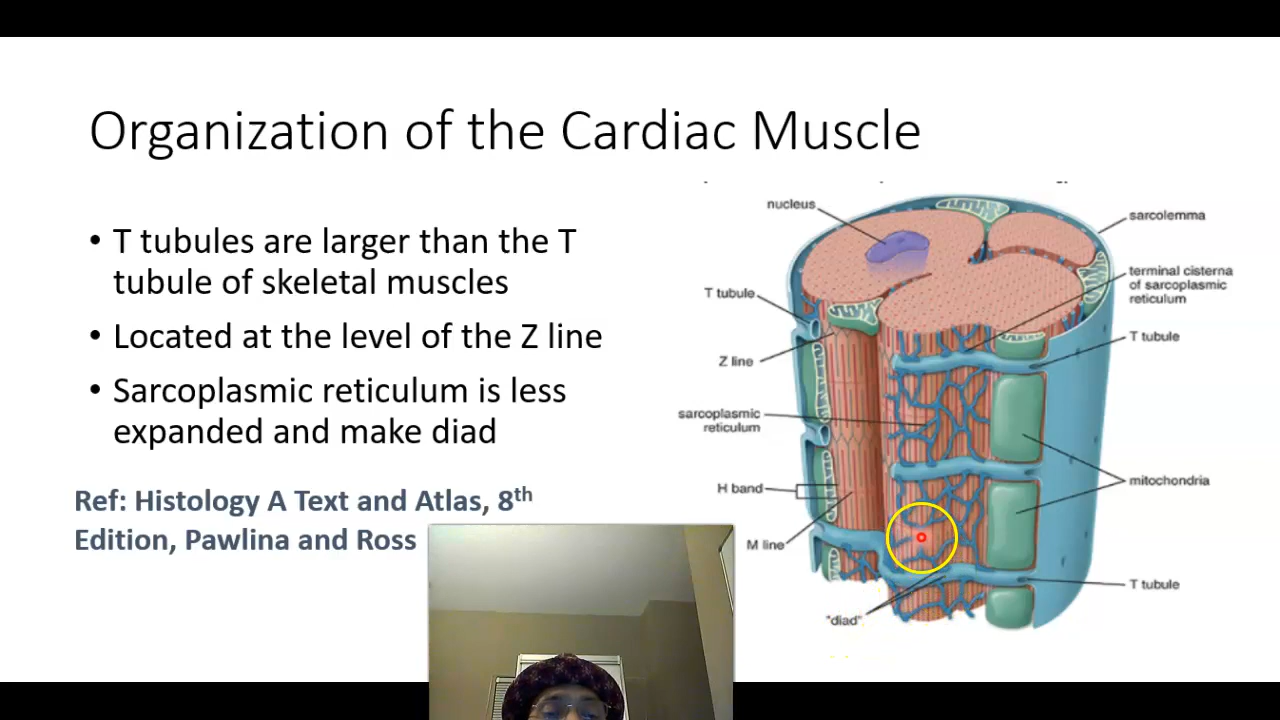 Organization of the Cardiac Muscle
• T tubules are larger than the T
tubule of skeletal muscles
• Located at the level of the Z line
• Sarcoplasmic reticulum is less
expanded and make diad
Ref: Histology A Text and Atlas, 8th
Edition, Pawlina and Ross
nucleus
sarcolemma
terminal cisterna
of sarcoplasmic
reticulum
T tubule
T tubule
Z line
sarcoplasmic
reticulum
H band
mitochondria
M line
T tubule
"diad"